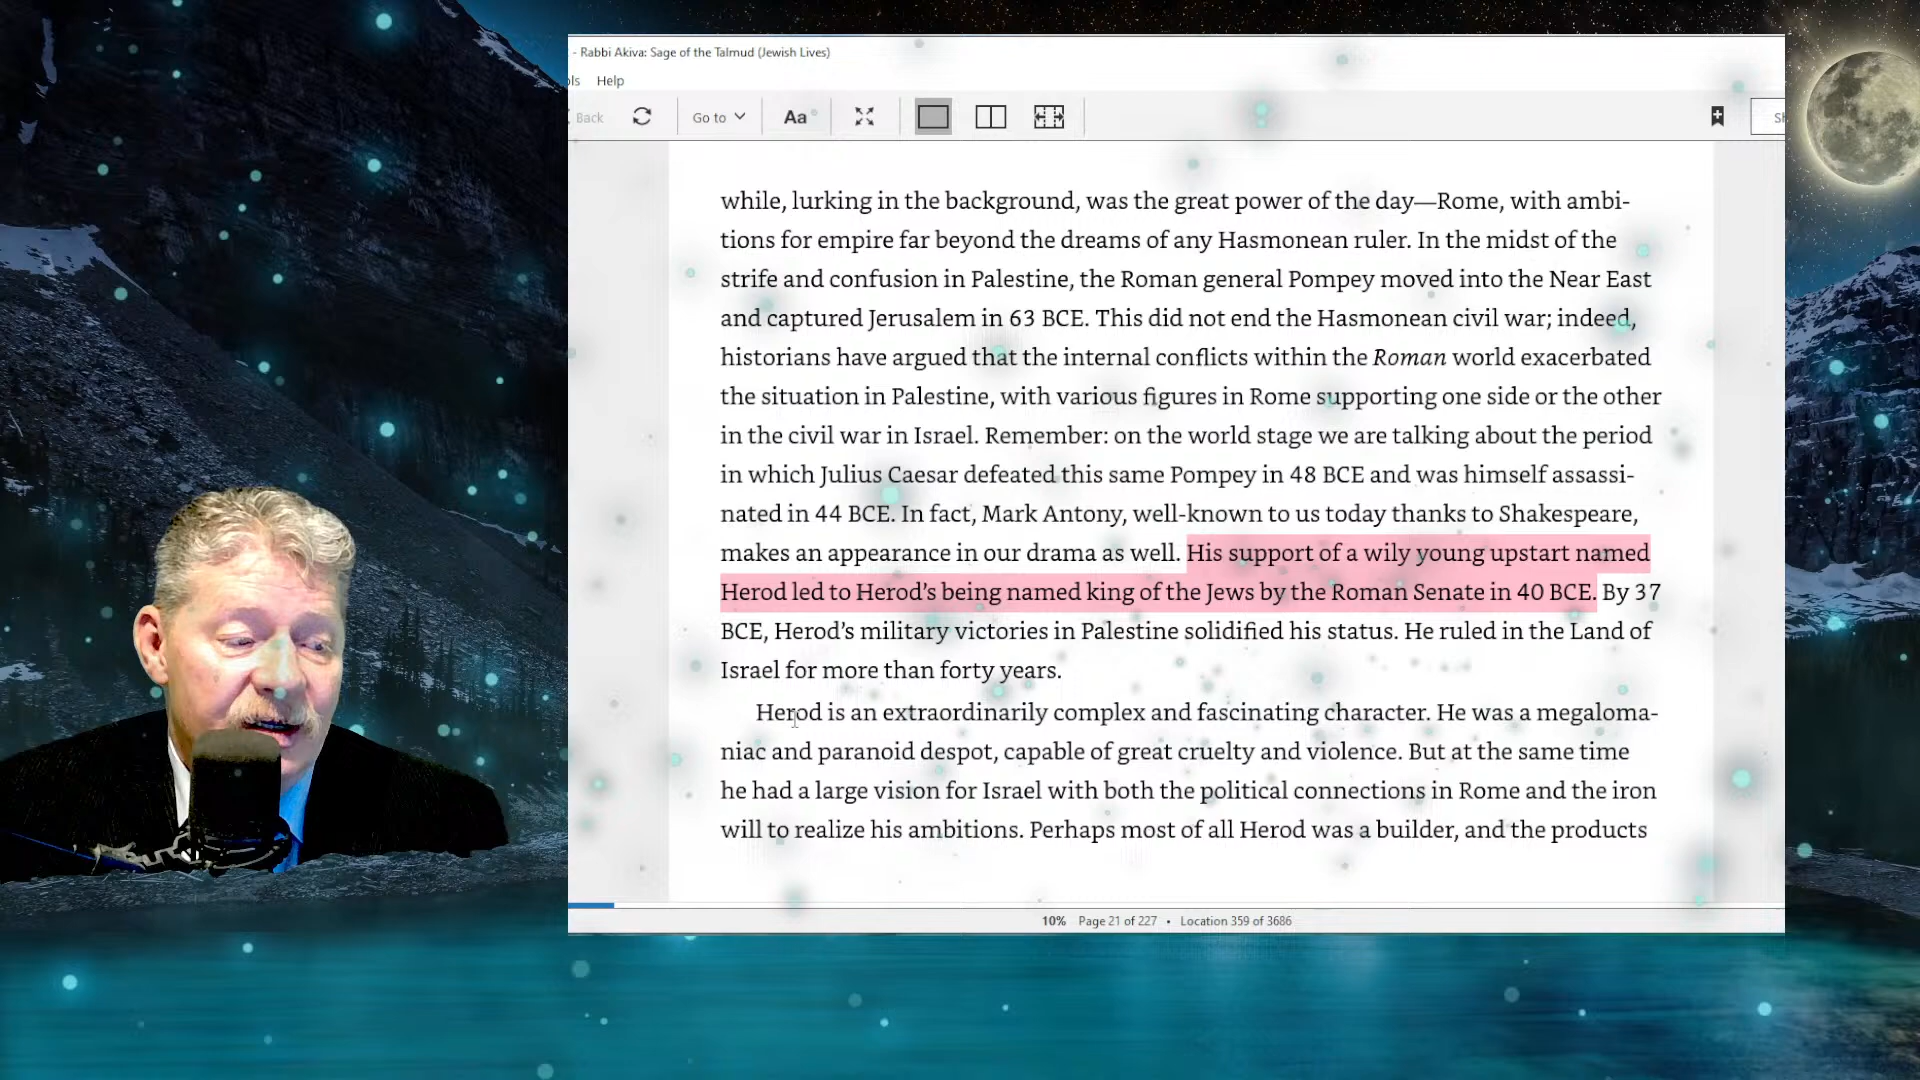 - Rabbi Akiva: Sage of the Talmud (Jewish Lives)
ols Help
Back Go to Aa
while, lurking in the background, was the great power of the day—Rome, with ambi-
tions for empire far beyond the dreams of any Hasmonean ruler. In the midst of the
strife and confusion in Palestine, the Roman general Pompey moved into the Near East
and captured Jerusalem in 63 BCE. This did not end the Hasmonean civil war; indeed,
historians have argued that the internal conflicts within the Roman world exacerbated
the situation in Palestine, with various figures in Rome supporting one side or the other
in the civil war in Israel. Remember: on the world stage we are talking about the period
in which Julius Caesar defeated this same Pompey in 48 BCE and was himself assassi-
nated in 44 BCE. In fact, Mark Antony, well-known to us today thanks to Shakespeare,
makes an appearance in our drama as well. His support of a wily young upstart named
Herod led to Herod's being named king of the Jews by the Roman Senate in 40 BCE. By 37
BCE, Herod's military victories in Palestine solidified his status. He ruled in the Land of
Israel for more than forty years.
Herod is an extraordinarily complex and fascinating character. He was a megaloma-
niac and paranoid despot, capable of great cruelty and violence. But at the same time
he had a large vision for Israel with both the political connections in Rome and the iron
will to realize his ambitions. Perhaps most of all Herod was a builder, and the products
10% Page 21 of 227 • Location 359 of 3686